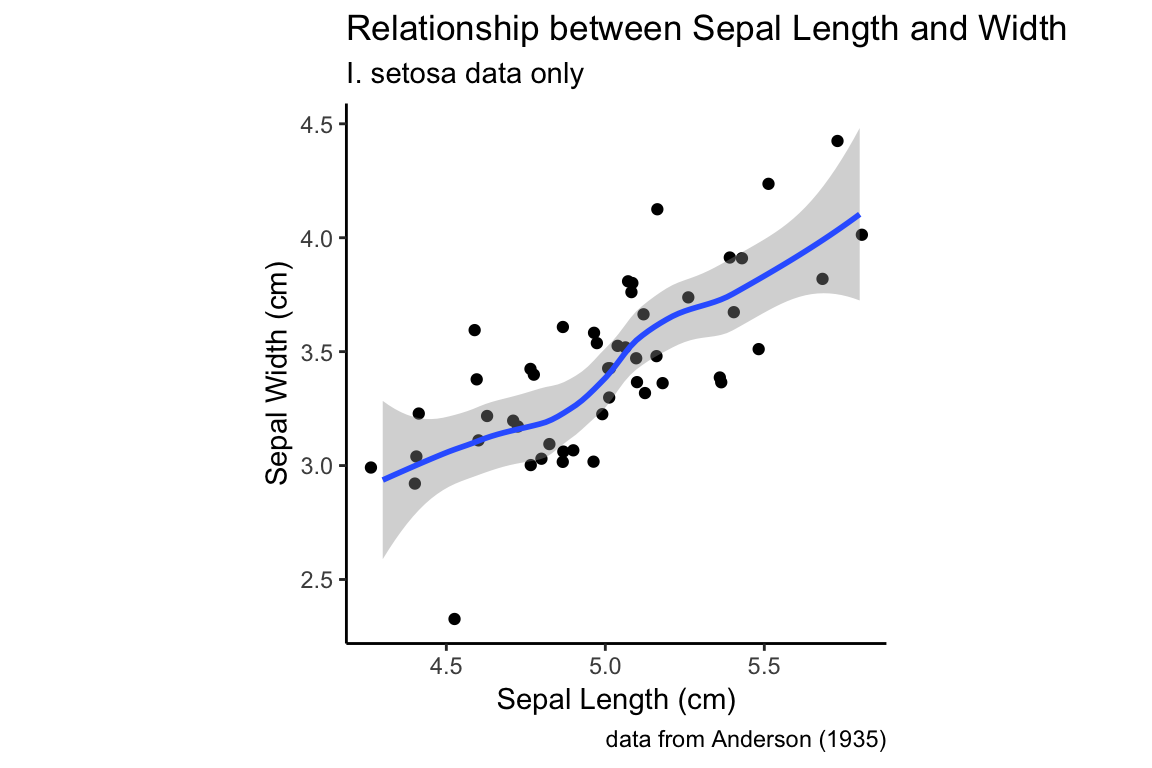 Relationship between Sepal Length and Width
I. setosa data only
4.5
4.0
3.5
3.0
2.5
Sepal Width (cm)
4.5 5.0 5.5
Sepal Length (cm)
data from Anderson (1935)